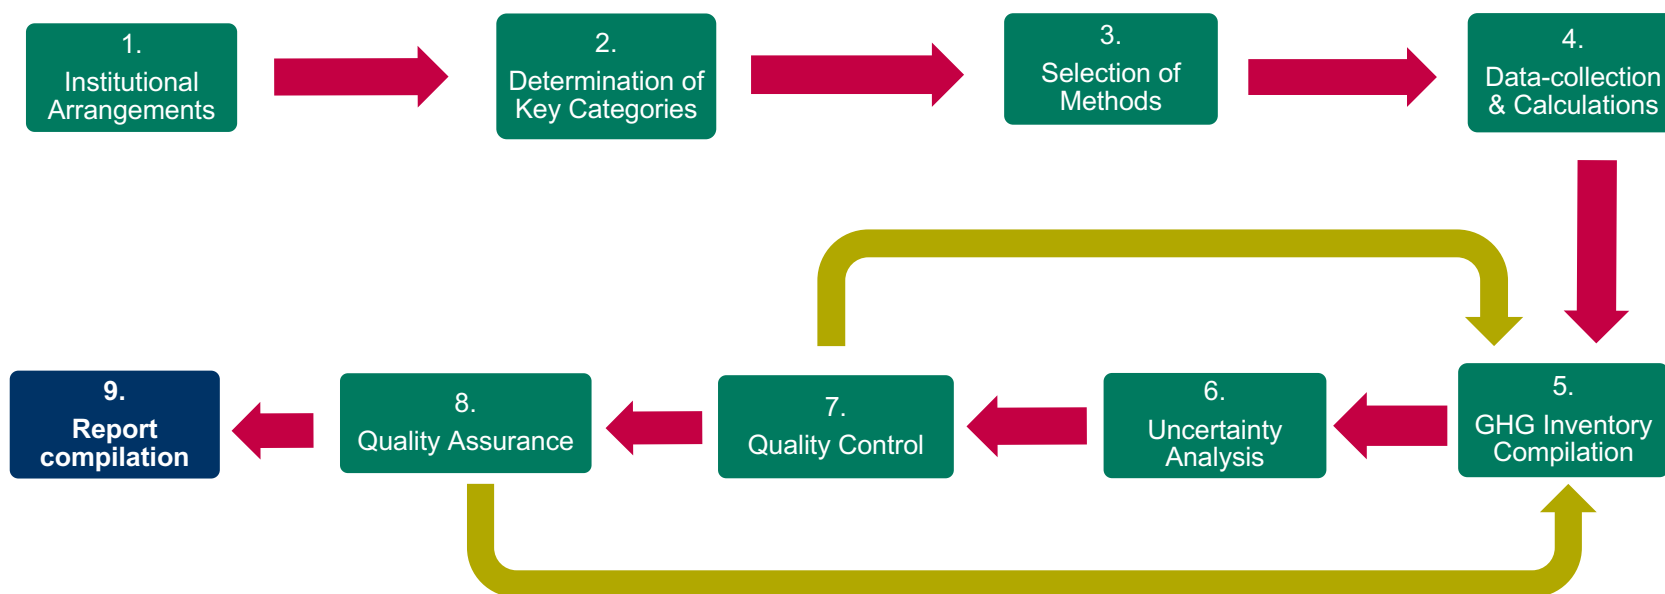 1.
Institutional
Arrangements
2.
Determination of
Key Categories
3.
Selection of
Methods
4.
Data-collection
& Calculations
5.
GHG Inventory
Compilation
6.
Uncertainty
Analysis
7.
Quality Control
8.
Quality Assurance
9.
Report
compilation